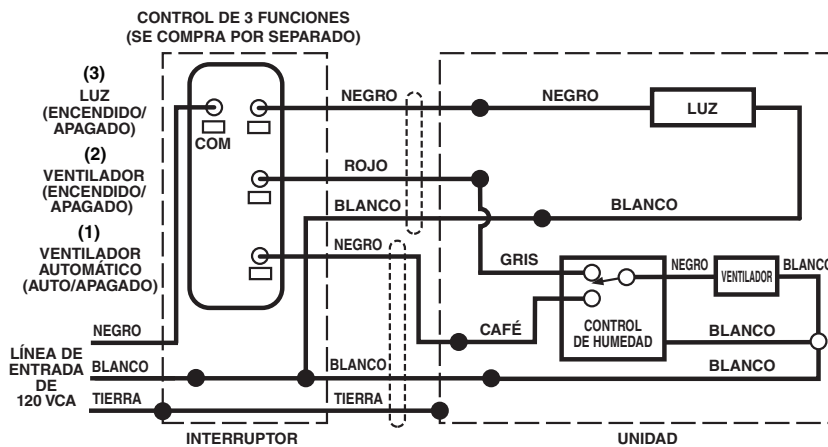 CONTROL DE 3 FUNCIONES
(SE COMPRA POR SEPARADO)
(3)
LUZ
(ENCENDIDO/
APAGADO)
COM
NEGRO
NEGRO
LUZ
(2)
VENTILADOR
(ENCENDIDO/
APAGADO)
ROJO
BLANCO
BLANCO
(1)
VENTILADOR
AUTOMÁTICO
(AUTO/APAGADO)
NEGRO
GRIS
NEGRO
VENTILADOR
BLANCO
CAFÉ
CONTROL
DE HUMEDAD
BLANCO
LÍNEA DE
ENTRADA
DE
120 VCA
NEGRO
BLANCO
BLANCO
BLANCO
TIERRA
TIERRA
INTERRUPTOR
UNIDAD